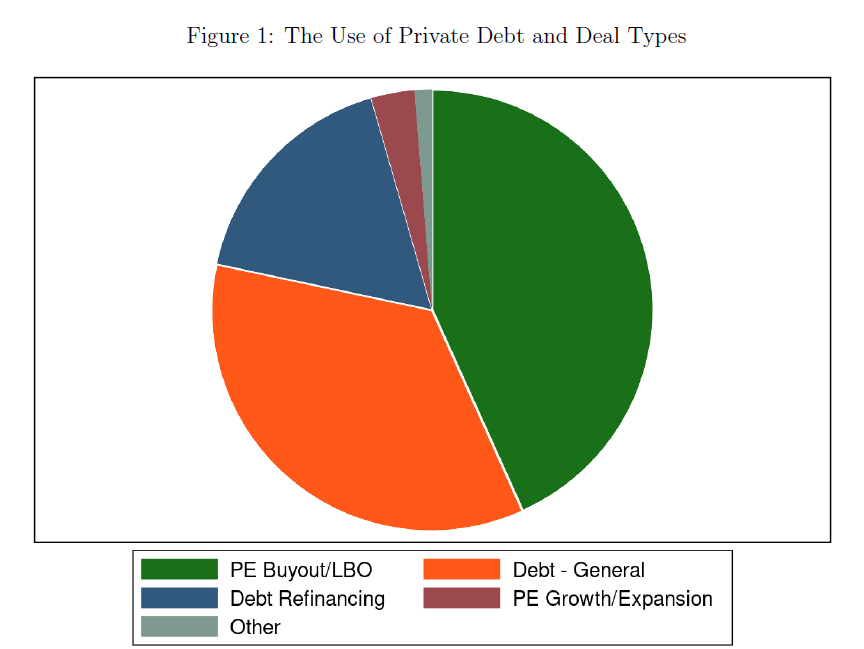 Figure 1: The Use of Private Debt and Deal Types
PE Buyout/LBO
Debt - General
Debt Refinancing
PE Growth/Expansion
Other